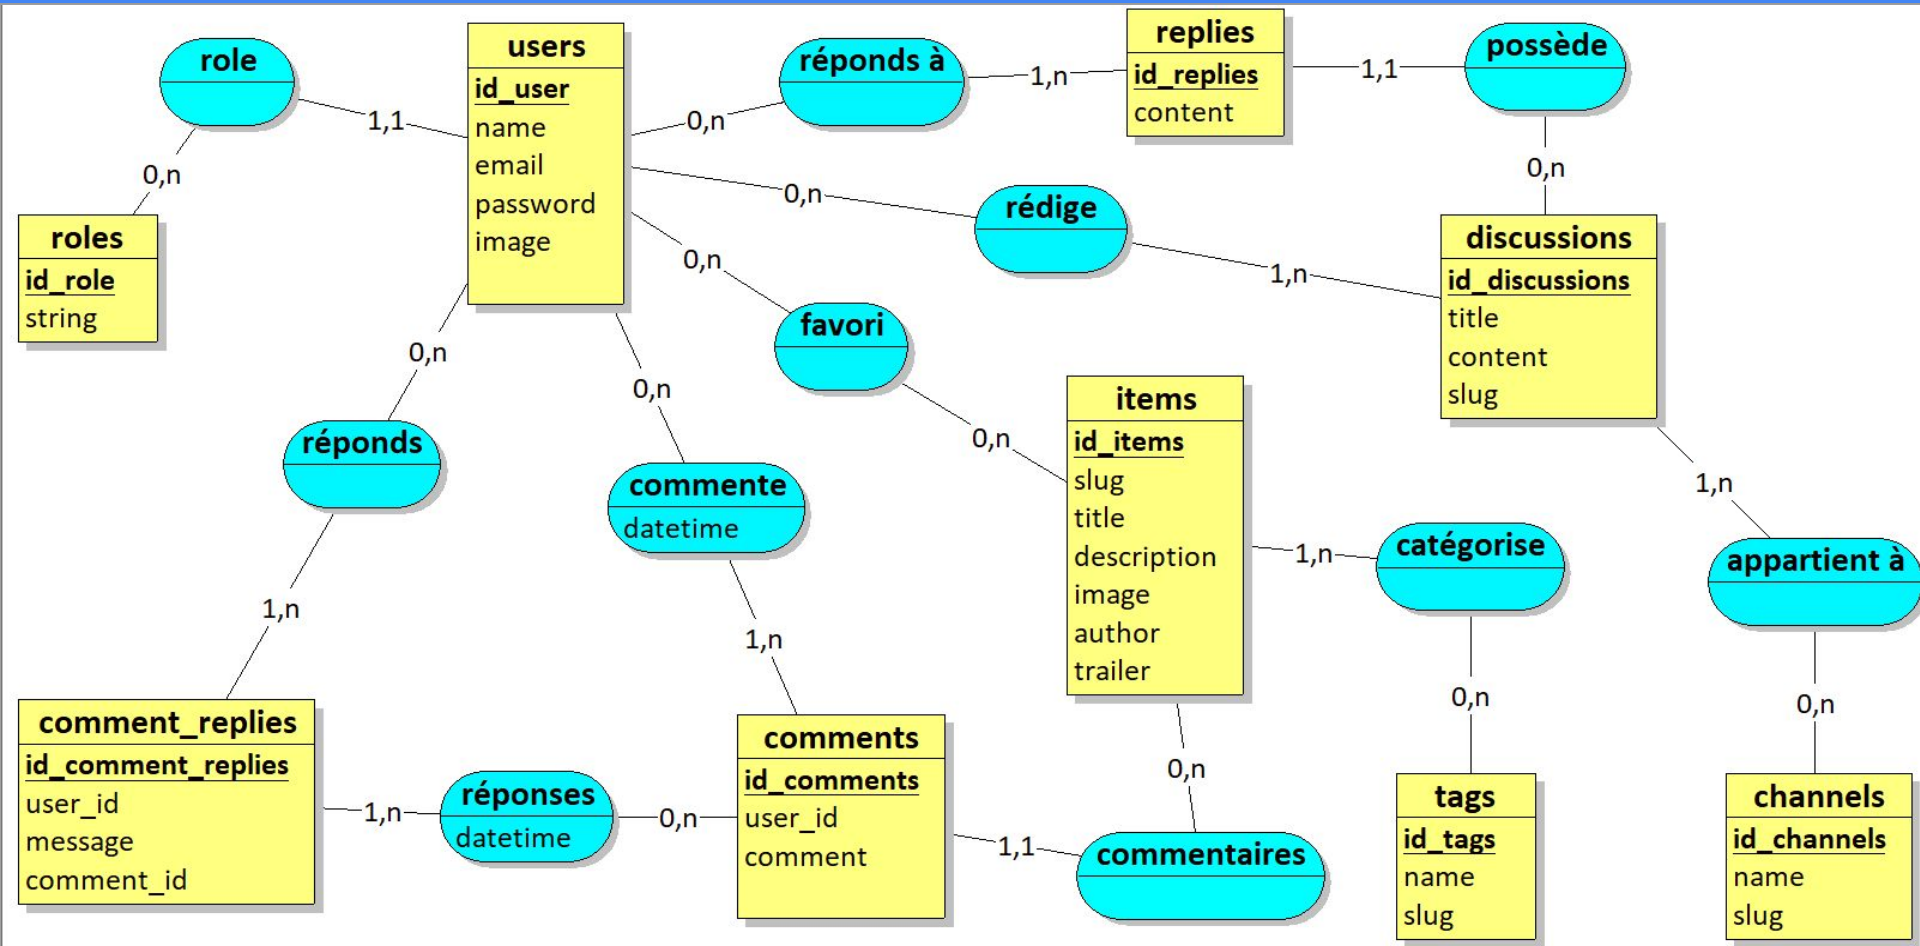 role
users
id_user
name
email
password
image
réponds à
1,n
replies
id_replies
content
1,1
possède
1,1
0,n
0,n
0,n
0,n
rédige
1,n
roles
id_role
string
discussions
id_discussions
title
content
slug
0,n
favori
0,n
0,n
0,n
items
id_items
slug
title
description
image
author
trailer
réponds
commente
datetime
1,n
1,n
catégorise
appartient à
1,n
1,n
0,n
0,n
0,n
comment_replies
id_comment_replies
user_id
message
comment_id
1,n
réponses
datetime
0,n
comments
id_comments
user_id
comment
1,1
commentaires
tags
id_tags
name
slug
channels
id_channels
name
slug